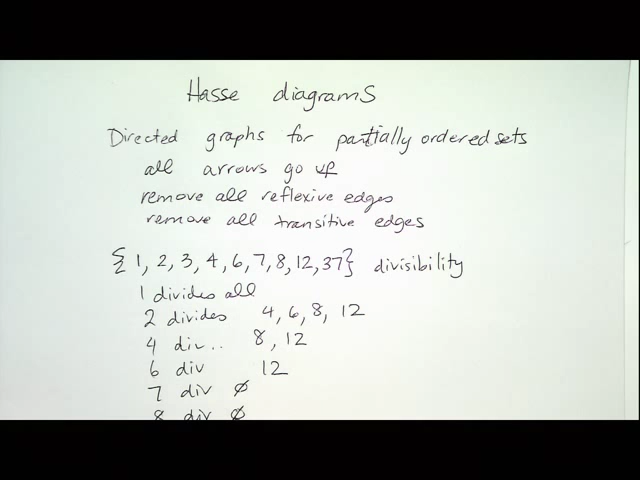 Hasse diagrams
Directed graphs for partially ordered sets
all arrows go up
remove all reflexive edges
remove all transitive edges
{1, 2, 3, 4, 6, 7, 8, 12, 37} divisibility
1 divides all
2 divides 4, 6, 8, 12
4 div.. 8, 12
6 div 12
7 div ∅
8 div ∅